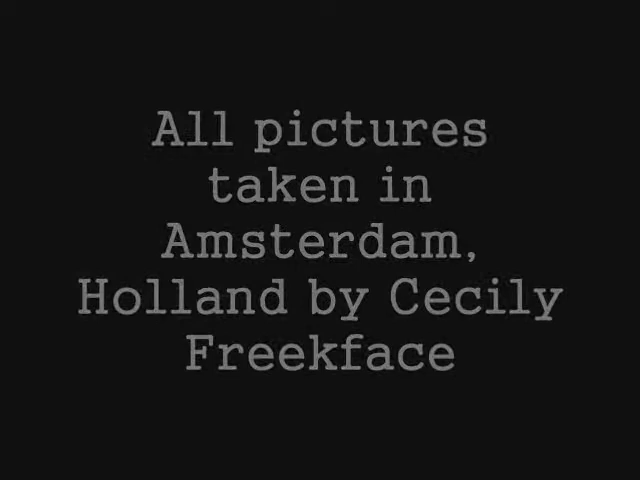 All pictures
taken in
Amsterdam,
Holland by Cecily
Freekface